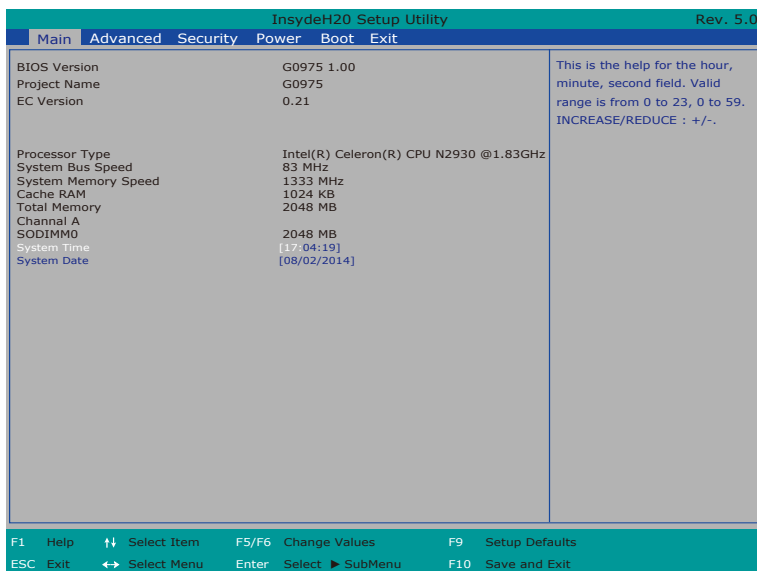 InsydeH20 Setup Utility Rev. 5.0
Main Advanced Security Power Boot Exit
BIOS Version G0975 1.00
Project Name G0975
EC Version 0.21
Processor Type Intel(R) Celeron(R) CPU N2930 @1.83GHz
System Bus Speed 83 MHz
System Memory Speed 1333 MHz
Cache RAM 1024 KB
Total Memory 2048 MB
Channal A
SODIMM0 2048 MB
System Time [17:04:19]
System Date [08/02/2014]
This is the help for the hour,
minute, second field. Valid
range is from 0 to 23, 0 to 59.
INCREASE/REDUCE : +/-.
F1 Help ↑↓ Select Item F5/F6 Change Values F9 Setup Defaults
ESC Exit ↔ Select Menu Enter Select ► SubMenu F10 Save and Exit